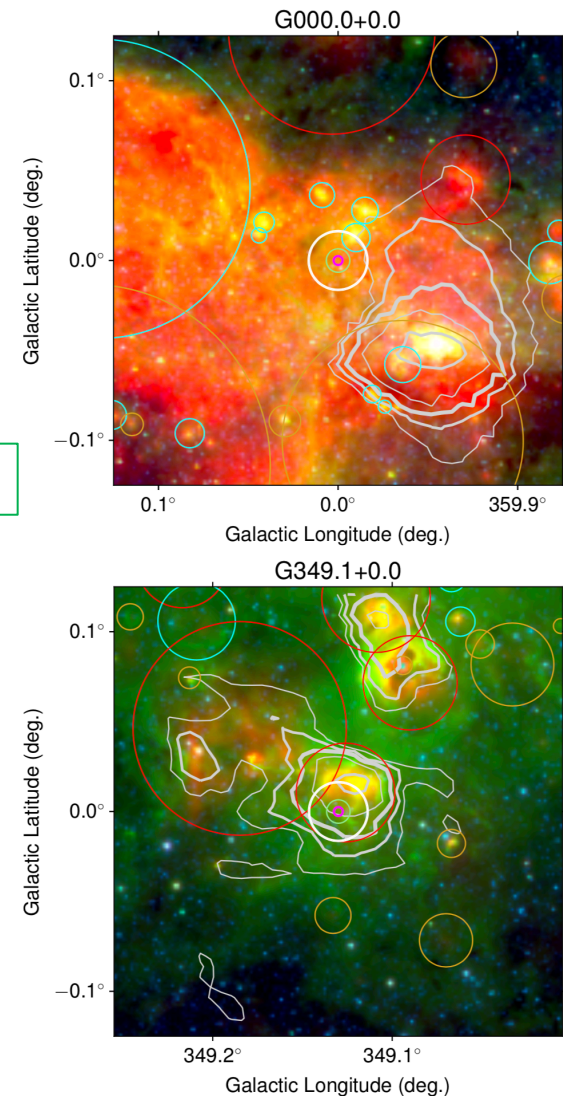 G000.0+0.0
0.1°
0.0°
−0.1°
Galactic Latitude (deg.)
0.1°
0.0°
359.9°
Galactic Longitude (deg.)
G349.1+0.0
0.1°
0.0°
−0.1°
Galactic Latitude (deg.)
349.2°
349.1°
Galactic Longitude (deg.)